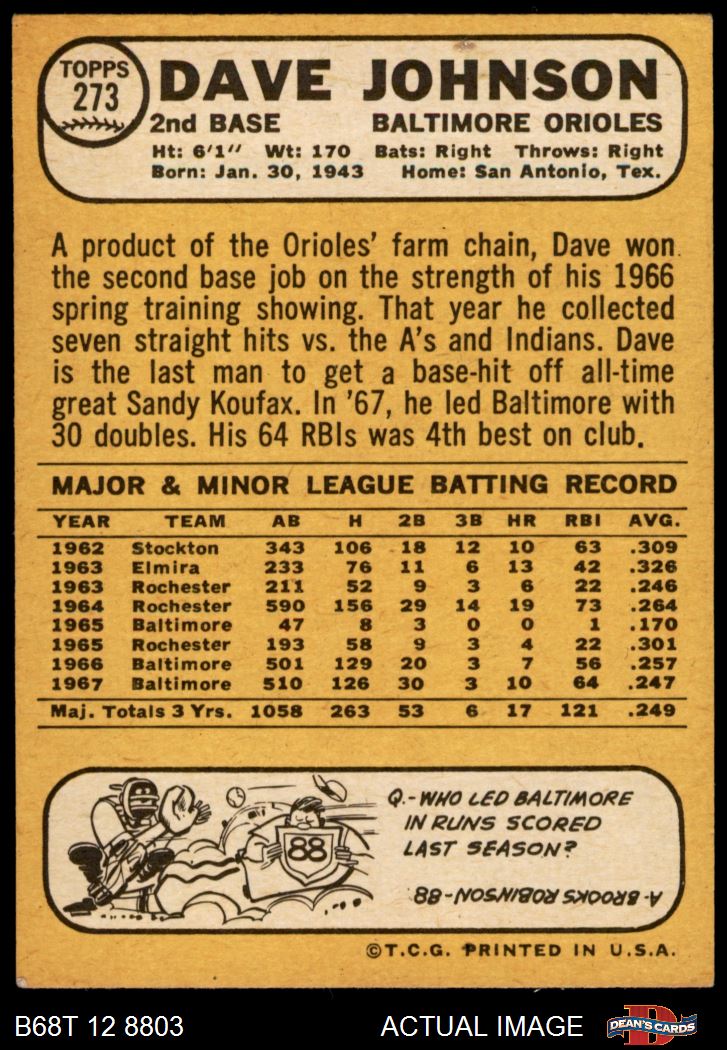 TOPPS
273
DAVE JOHNSON
2nd BASE BALTIMORE ORIOLES
Ht: 6'1" Wt: 170 Bats: Right Throws: Right
Born: Jan. 30, 1943 Home: San Antonio, Tex.
A product of the Orioles' farm chain, Dave won
the second base job on the strength of his 1966
spring training showing. That year he collected
seven straight hits vs. the A's and Indians. Dave
is the last man to get a base-hit off all-time
great Sandy Koufax. In '67, he led Baltimore with
30 doubles. His 64 RBIs was 4th best on club.
MAJOR & MINOR LEAGUE BATTING RECORD
YEAR TEAM AB H 2B 3B HR RBI AVG.
1962 Stockton 343 106 18 12 10 63 .309
1963 Elmira 233 76 11 6 13 42 .326
1963 Rochester 211 52 9 3 6 22 .246
1964 Rochester 590 156 29 14 19 73 .264
1965 Baltimore 47 8 3 0 0 1 .170
1965 Rochester 193 58 9 3 4 22 .301
1966 Baltimore 501 129 20 3 7 56 .257
1967 Baltimore 510 126 30 3 10 64 .247
Maj. Totals 3 Yrs. 1058 263 53 6 17 121 .249
88
Q.-WHO LED BALTIMORE
IN RUNS SCORED
LAST SEASON?
A-BROOKS ROBINSON-88
©T.C.G. PRINTED IN U.S.A.
B68T 12 8803 ACTUAL IMAGE DEAN'S CARDS